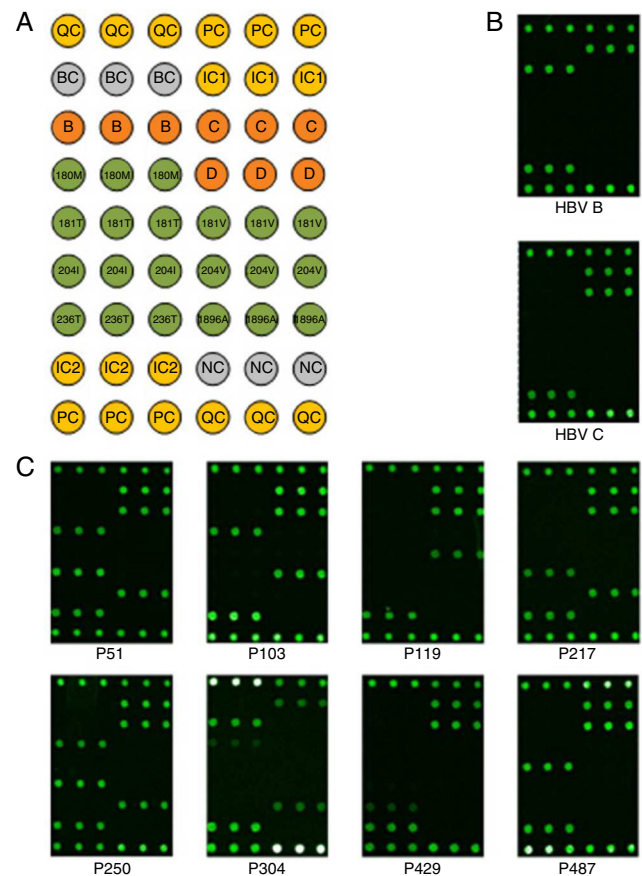 A
QC QC QC PC PC PC
BC BC BC IC1 IC1 IC1
B B B C C C
180M 180M 180M D D D
181T 181T 181T 181V 181V 181V
204I 204I 204I 204V 204V 204V
236T 236T 236T 1896A 1896A 1896A
IC2 IC2 IC2 NC NC NC
PC PC PC QC QC QC
B
HBV B
HBV C
C
P51 P103 P119 P217
P250 P304 P429 P487